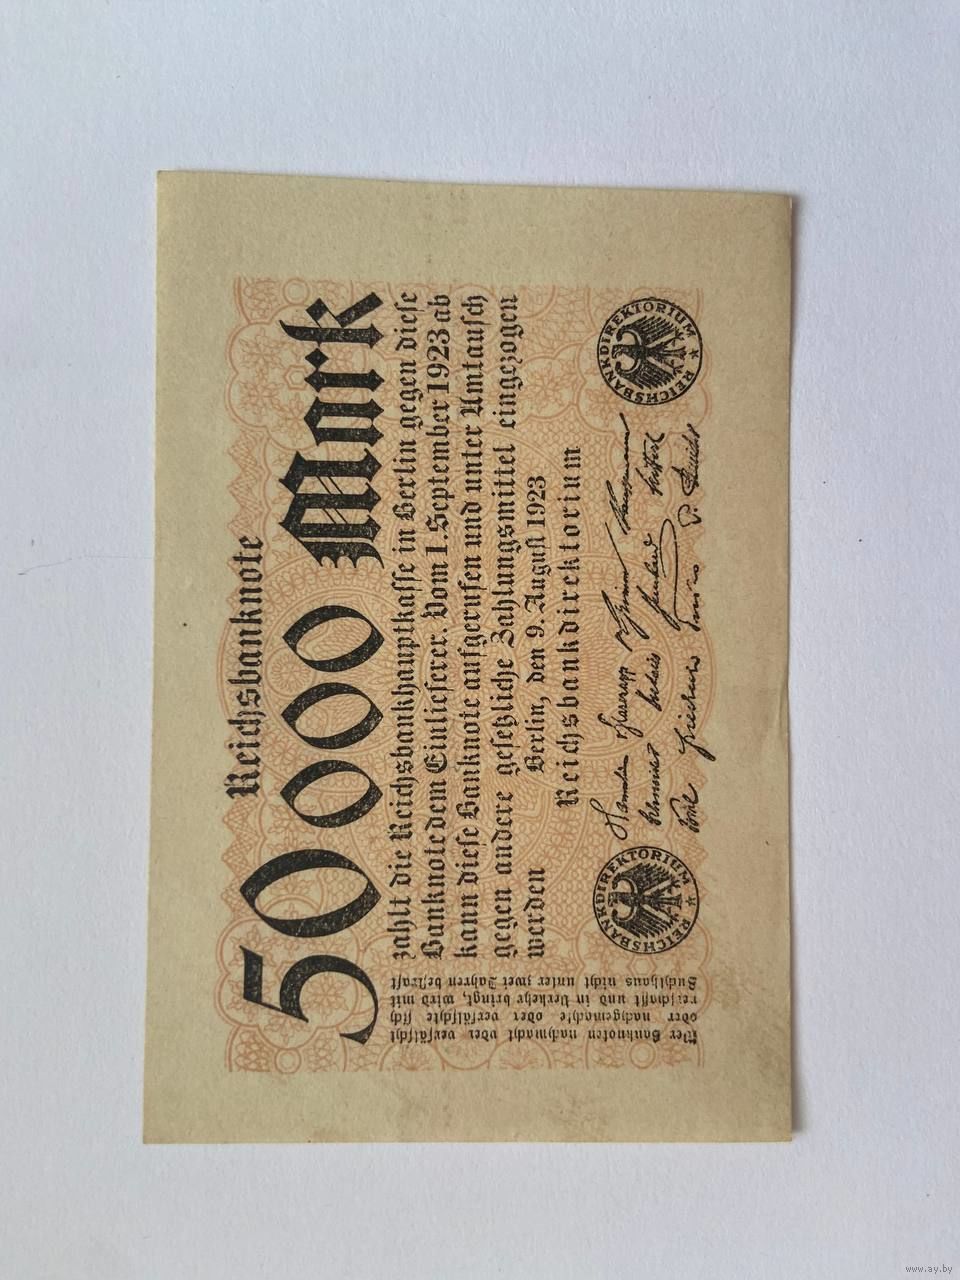 Reichsbanknote
50000 Mark
zahlt die Reichsbankhauptkasse in Berlin gegen diese
Banknote dem Einlieferer. Vom 1. September 1923 ab
kann diese Banknote aufgerufen und unter Umtausch
gegen andere gesetzliche Zahlungsmittel eingezogen
werden
Berlin, den 9. August 1923
Reichsbankdirektorium
REICHSBANKDIREKTORIUM
REICHSBANKDIREKTORIUM
Wer Banknoten nachmacht oder verfälscht
oder nachgemachte oder verfälschte sich
verschafft und in Verkehr bringt, wird mit
Zuchthaus nicht unter zwei Jahren bestraft
www.ay.by